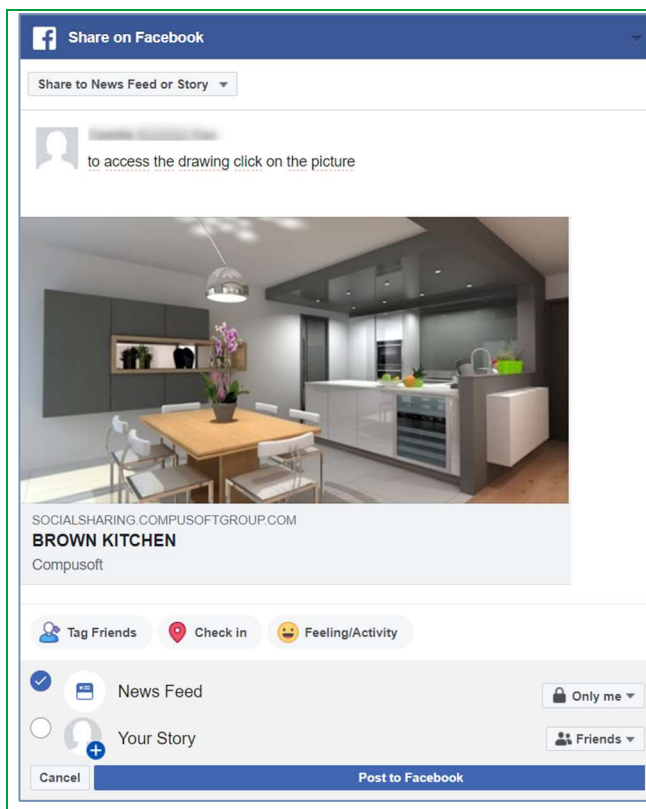 Share on Facebook
Share to News Feed or Story
to access the drawing click on the picture
SOCIALSHARING.COMPUSOFTGROUP.COM
BROWN KITCHEN
Compusoft
Tag Friends
Check in
Feeling/Activity
News Feed
Only me
Your Story
Friends
Cancel
Post to Facebook